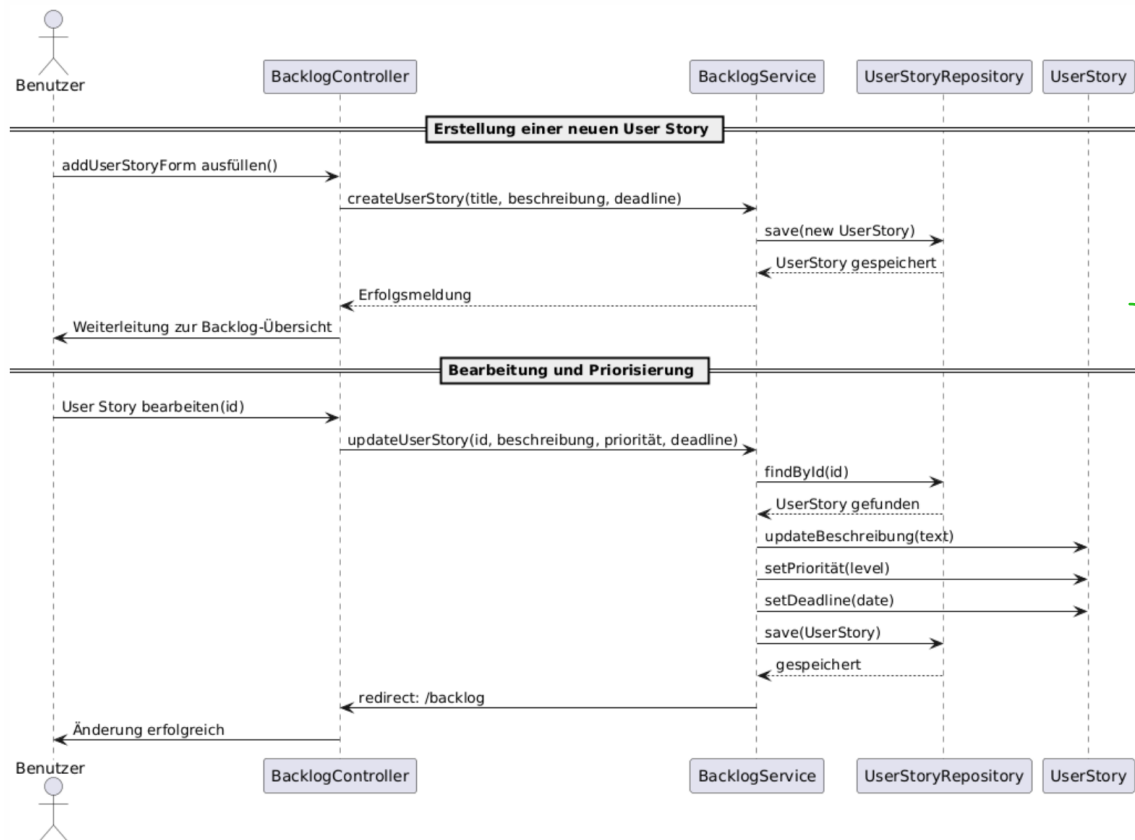 Benutzer
BacklogController
BacklogService
UserStoryRepository
UserStory
Erstellung einer neuen User Story
addUserStoryForm ausfüllen()
createUserStory(title, beschreibung, deadline)
save(new UserStory)
UserStory gespeichert
Erfolgsmeldung
Weiterleitung zur Backlog-Übersicht
Bearbeitung und Priorisierung
User Story bearbeiten(id)
updateUserStory(id, beschreibung, priorität, deadline)
findById(id)
UserStory gefunden
updateBeschreibung(text)
setPriorität(level)
setDeadline(date)
save(UserStory)
gespeichert
redirect: /backlog
Änderung erfolgreich
Benutzer
BacklogController
BacklogService
UserStoryRepository
UserStory